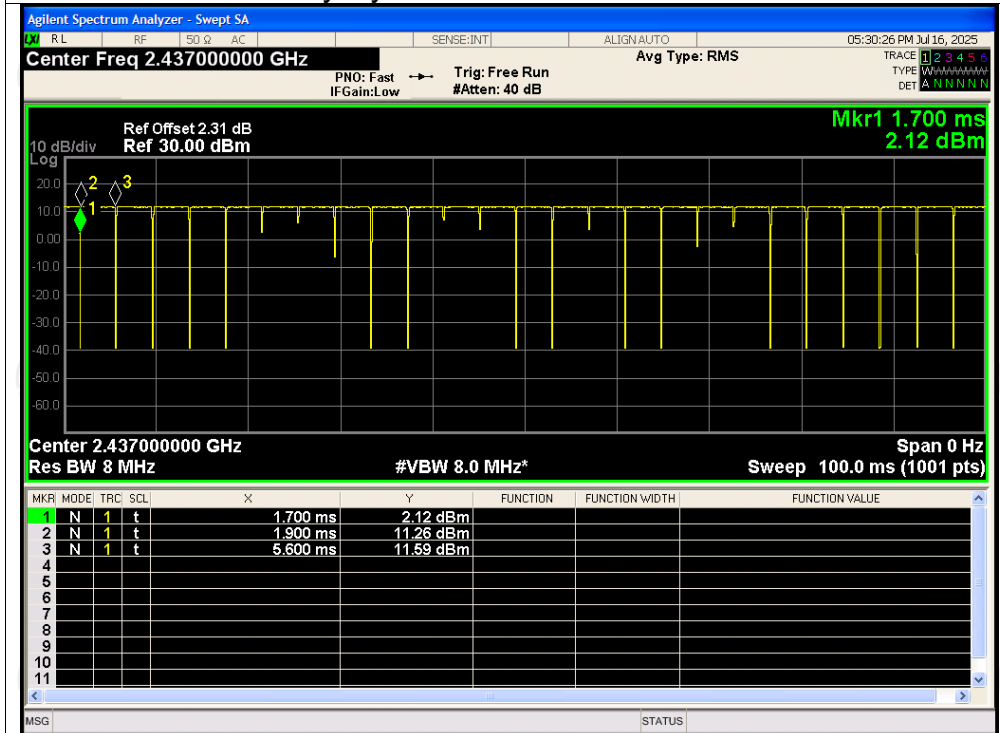 Agilent Spectrum Analyzer - Swept SA
LXI RL RF 50 Ω AC SENSE:INT ALIGN AUTO 05:30:26 PM Jul 16, 2025
Center Freq 2.437000000 GHz Avg Type: RMS TRACE 1 2 3 4 5 6
PNO: Fast Trig: Free Run TYPE
IFGain:Low #Atten: 40 dB DET A N N N N N
Mkr1 1.700 ms
Ref Offset 2.31 dB
10 dB/div Ref 30.00 dBm 2.12 dBm
Log
20.0
2 3
10.0
1
0.00
-10.0
-20.0
-30.0
-40.0
-50.0
-60.0
Center 2.437000000 GHz Span 0 Hz
Res BW 8 MHz #VBW 8.0 MHz* Sweep 100.0 ms (1001 pts)
MKR MODE TRC SCL X Y FUNCTION FUNCTION WIDTH FUNCTION VALUE
1 N 1 t 1.700 ms 2.12 dBm
2 N 1 t 1.900 ms 11.26 dBm
3 N 1 t 5.600 ms 11.59 dBm
4
5
6
7
8
9
10
11
MSG STATUS